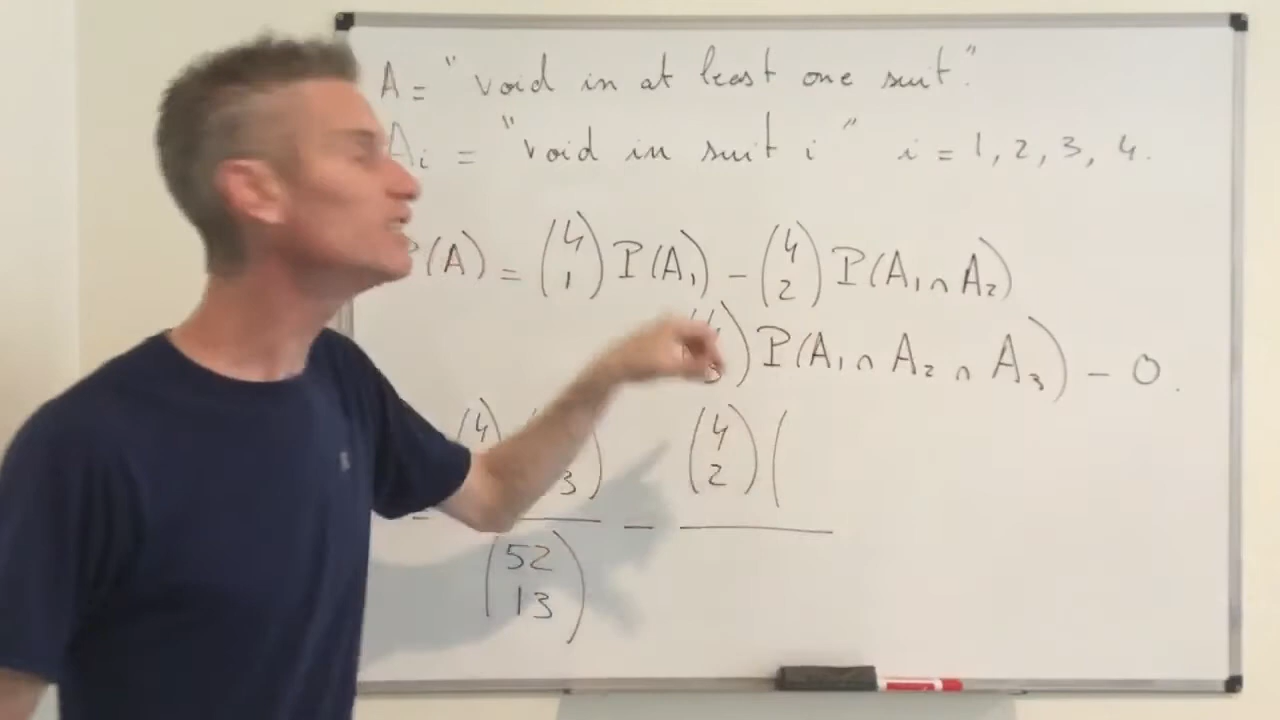 A = "void in at least one suit".
Ai = "void in suit i" i = 1, 2, 3, 4.
P(A) = (4 1) P(A1) - (4 2) P(A1 ∩ A2)
3) P(A1 ∩ A2 ∩ A3) - 0.
(4 3) - (4 2) (
(52 13)